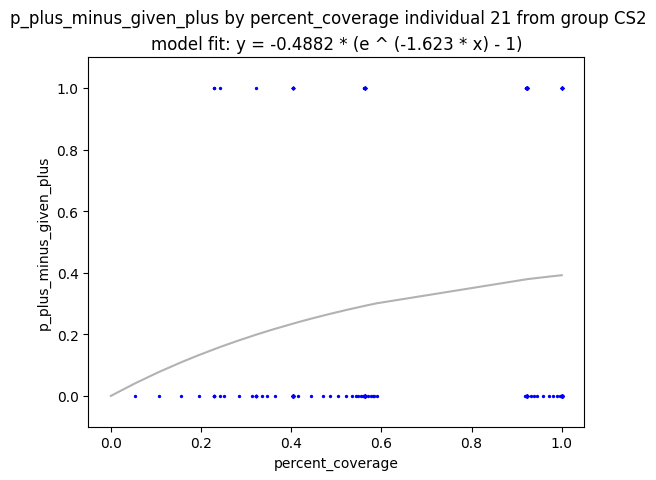 p_plus_minus_given_plus by percent_coverage individual 21 from group CS2
model fit: y = -0.4882 * (e ^ (-1.623 * x) - 1)
1.0
0.8
0.6
0.4
0.2
0.0
p_plus_minus_given_plus
0.0 0.2 0.4 0.6 0.8 1.0
percent_coverage